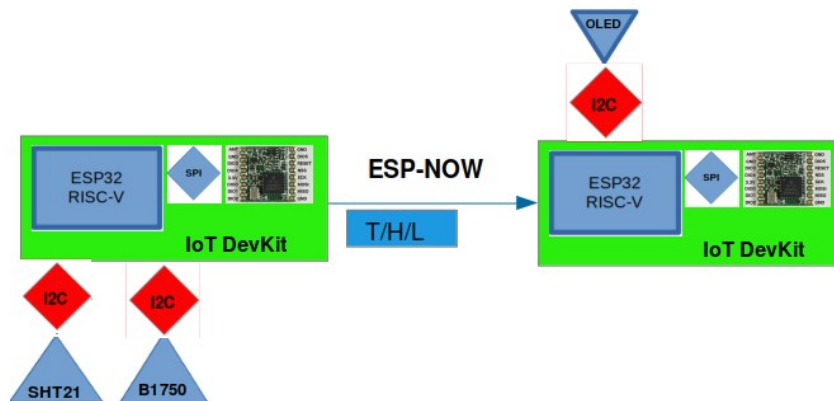 OLED
I2C
ESP32
RISC-V
SPI
IoT DevKit
ESP-NOW
T/H/L
ESP32
RISC-V
SPI
IoT DevKit
I2C
I2C
SHT21
B1750